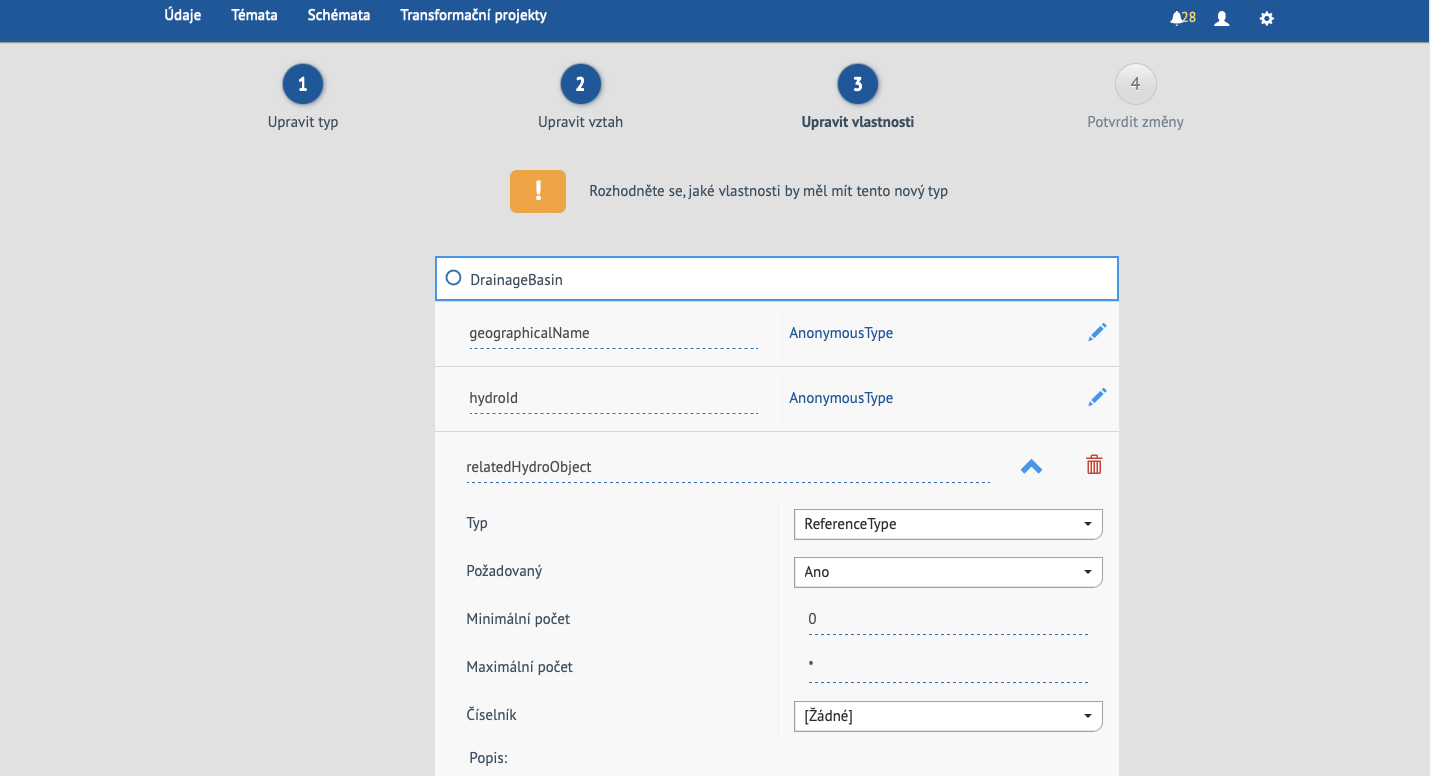 Údaje Témata Schémata Transformační projekty 28
1 2 3 4
Upravit typ Upravit vztah Upravit vlastnosti Potvrdit změny
! Rozhodněte se, jaké vlastnosti by měl mít tento nový typ
DrainageBasin
geographicalName AnonymousType
hydroId AnonymousType
relatedHydroObject
Typ ReferenceType
Požadovaný Ano
Minimální počet 0
Maximální počet *
Číselník [Žádné]
Popis: